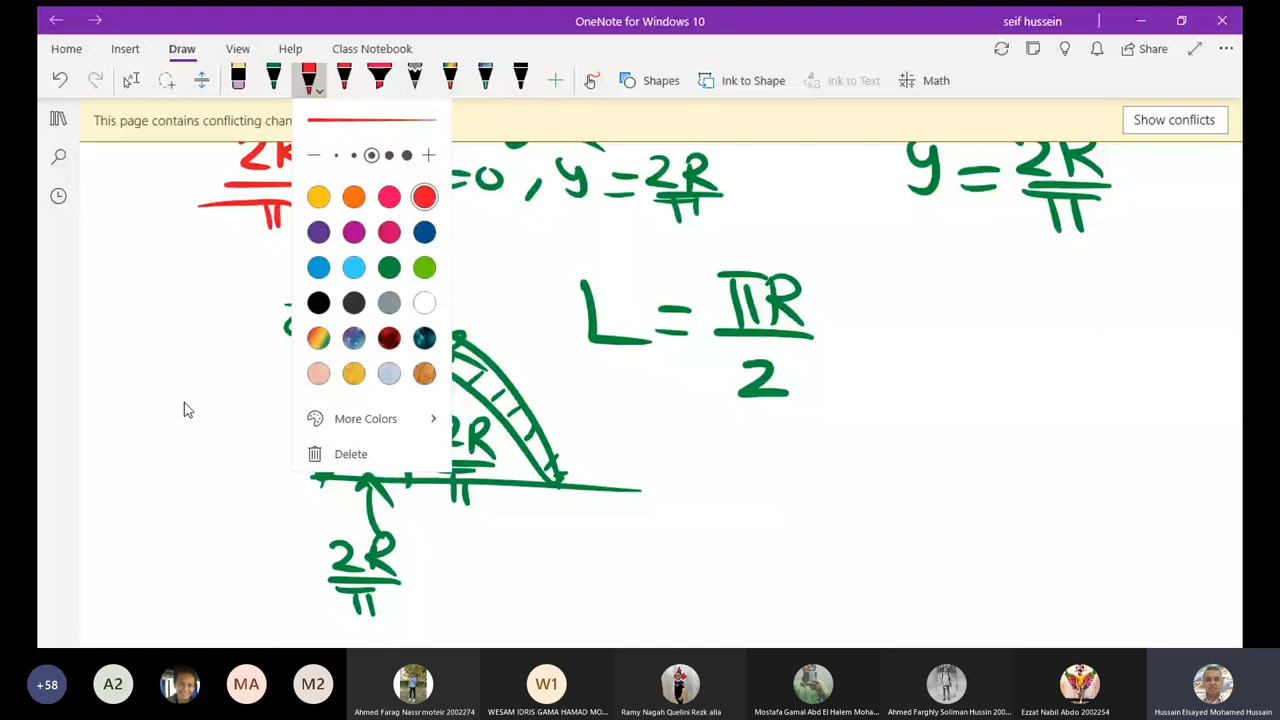 OneNote for Windows 10
seif hussein
Home Insert Draw View Help Class Notebook
Share
Shapes Ink to Shape Ink to Text Math
This page contains conflicting chan
Show conflicts
2R
π
=0 , y = 2R
π
y = 2R
π
L = πR
2
More Colors
Delete
2R
π
2R
π
+58 A2 MA M2 W1
Ahmed Farag Nassr moteir 2002274
WESAM IDRIS GAMA HAMAD MO...
Ramy Nagah Quelini Rezk alla
Mostafa Gamal Abd El Halem Moha...
Ahmed Farghly Soliman Hussin 200...
Ezzat Nabil Abdo 2002254
Hussain Elsayed Mohamed Hussain